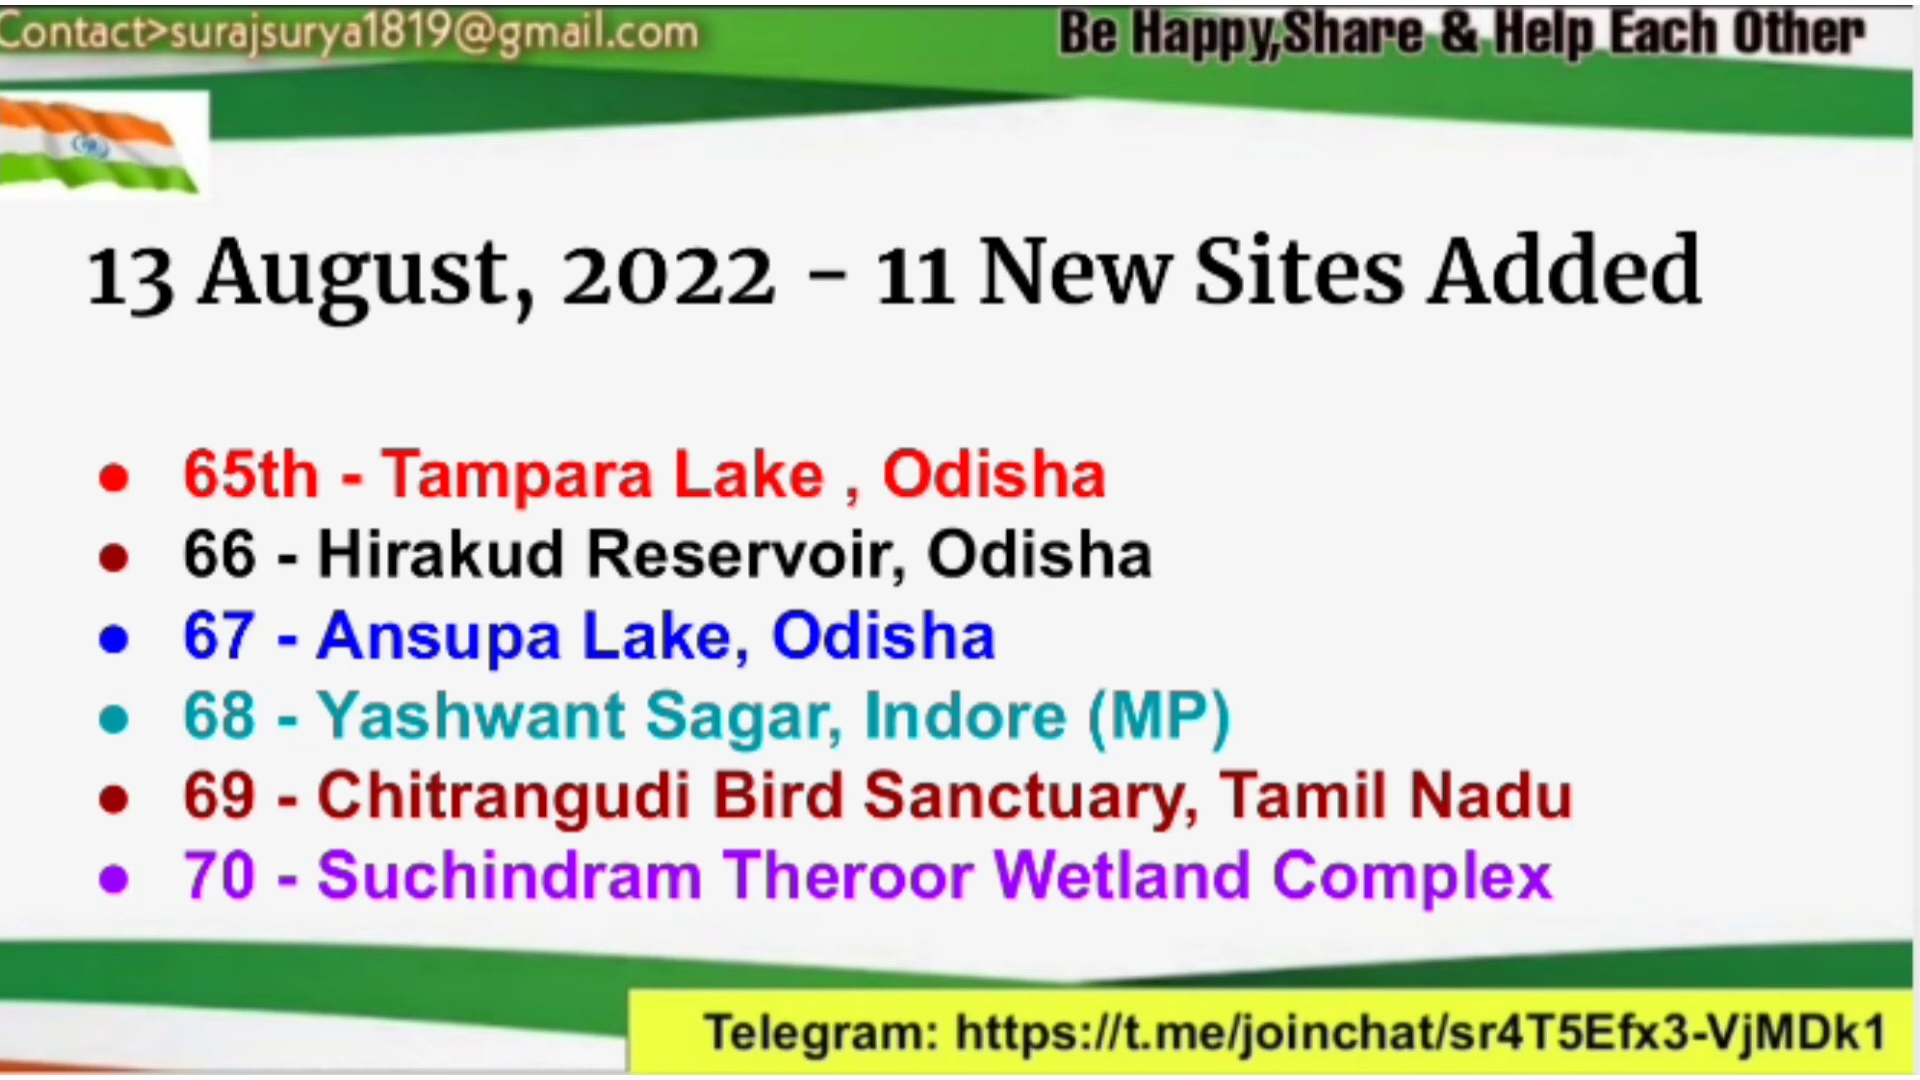 Contact>surajsurya1819@gmail.com
Be Happy,Share & Help Each Other
13 August, 2022 - 11 New Sites Added
65th - Tampara Lake , Odisha
66 - Hirakud Reservoir, Odisha
67 - Ansupa Lake, Odisha
68 - Yashwant Sagar, Indore (MP)
69 - Chitrangudi Bird Sanctuary, Tamil Nadu
70 - Suchindram Theroor Wetland Complex
Telegram: https://t.me/joinchat/sr4T5Efx3-VjMDk1